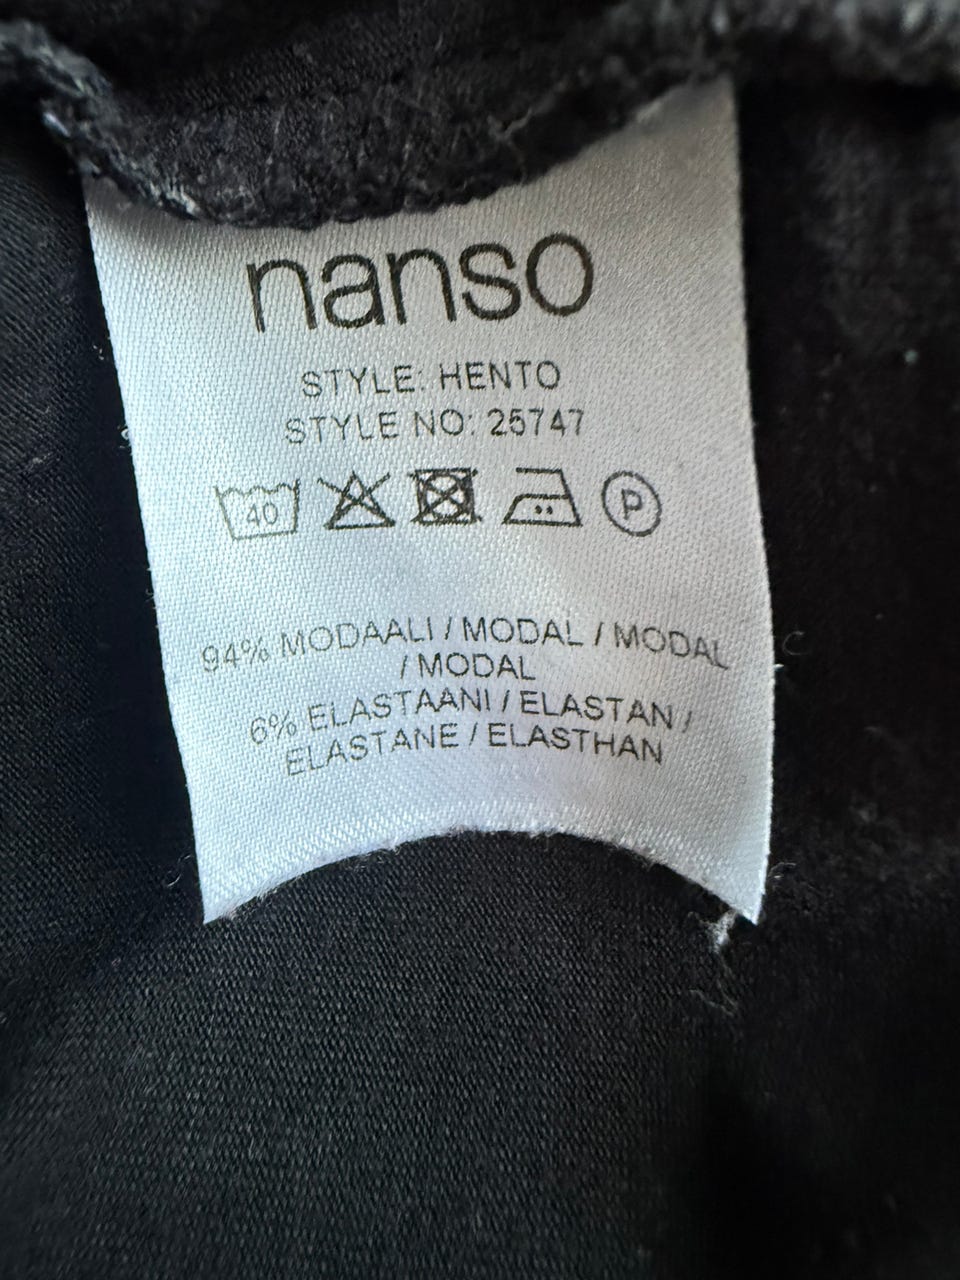 nanso
STYLE: HENTO
STYLE NO: 25747
40 P
94% MODAALI / MODAL / MODAL
/ MODAL
6% ELASTAANI / ELASTAN /
ELASTANE / ELASTHAN